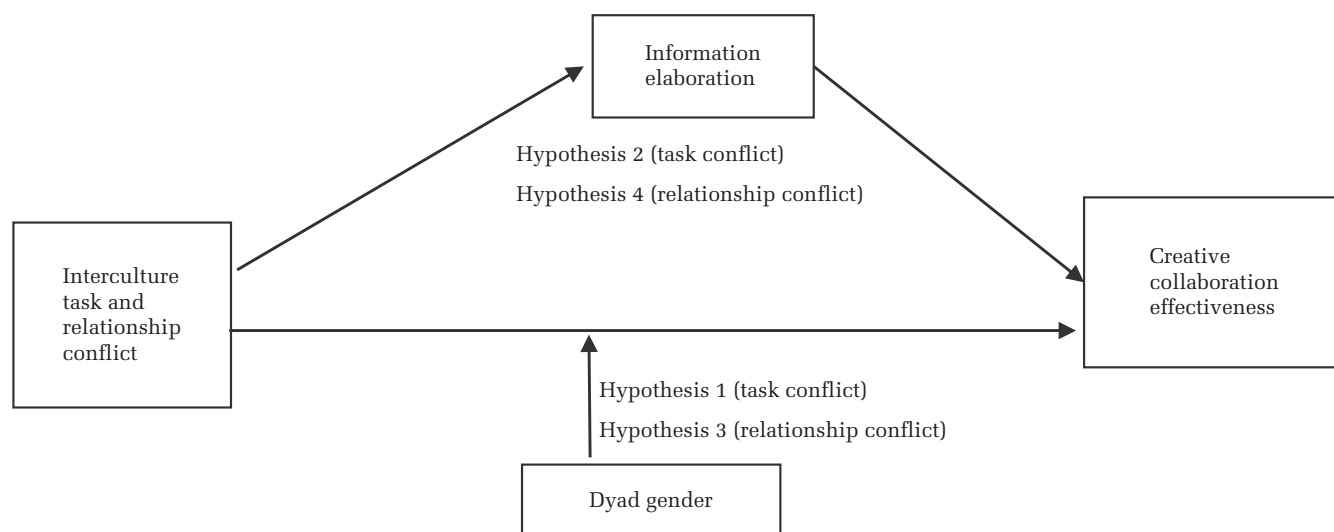 Information
elaboration
Hypothesis 2 (task conflict)
Hypothesis 4 (relationship conflict)
Interculture
task and
relationship
conflict
Creative
collaboration
effectiveness
Hypothesis 1 (task conflict)
Hypothesis 3 (relationship conflict)
Dyad gender